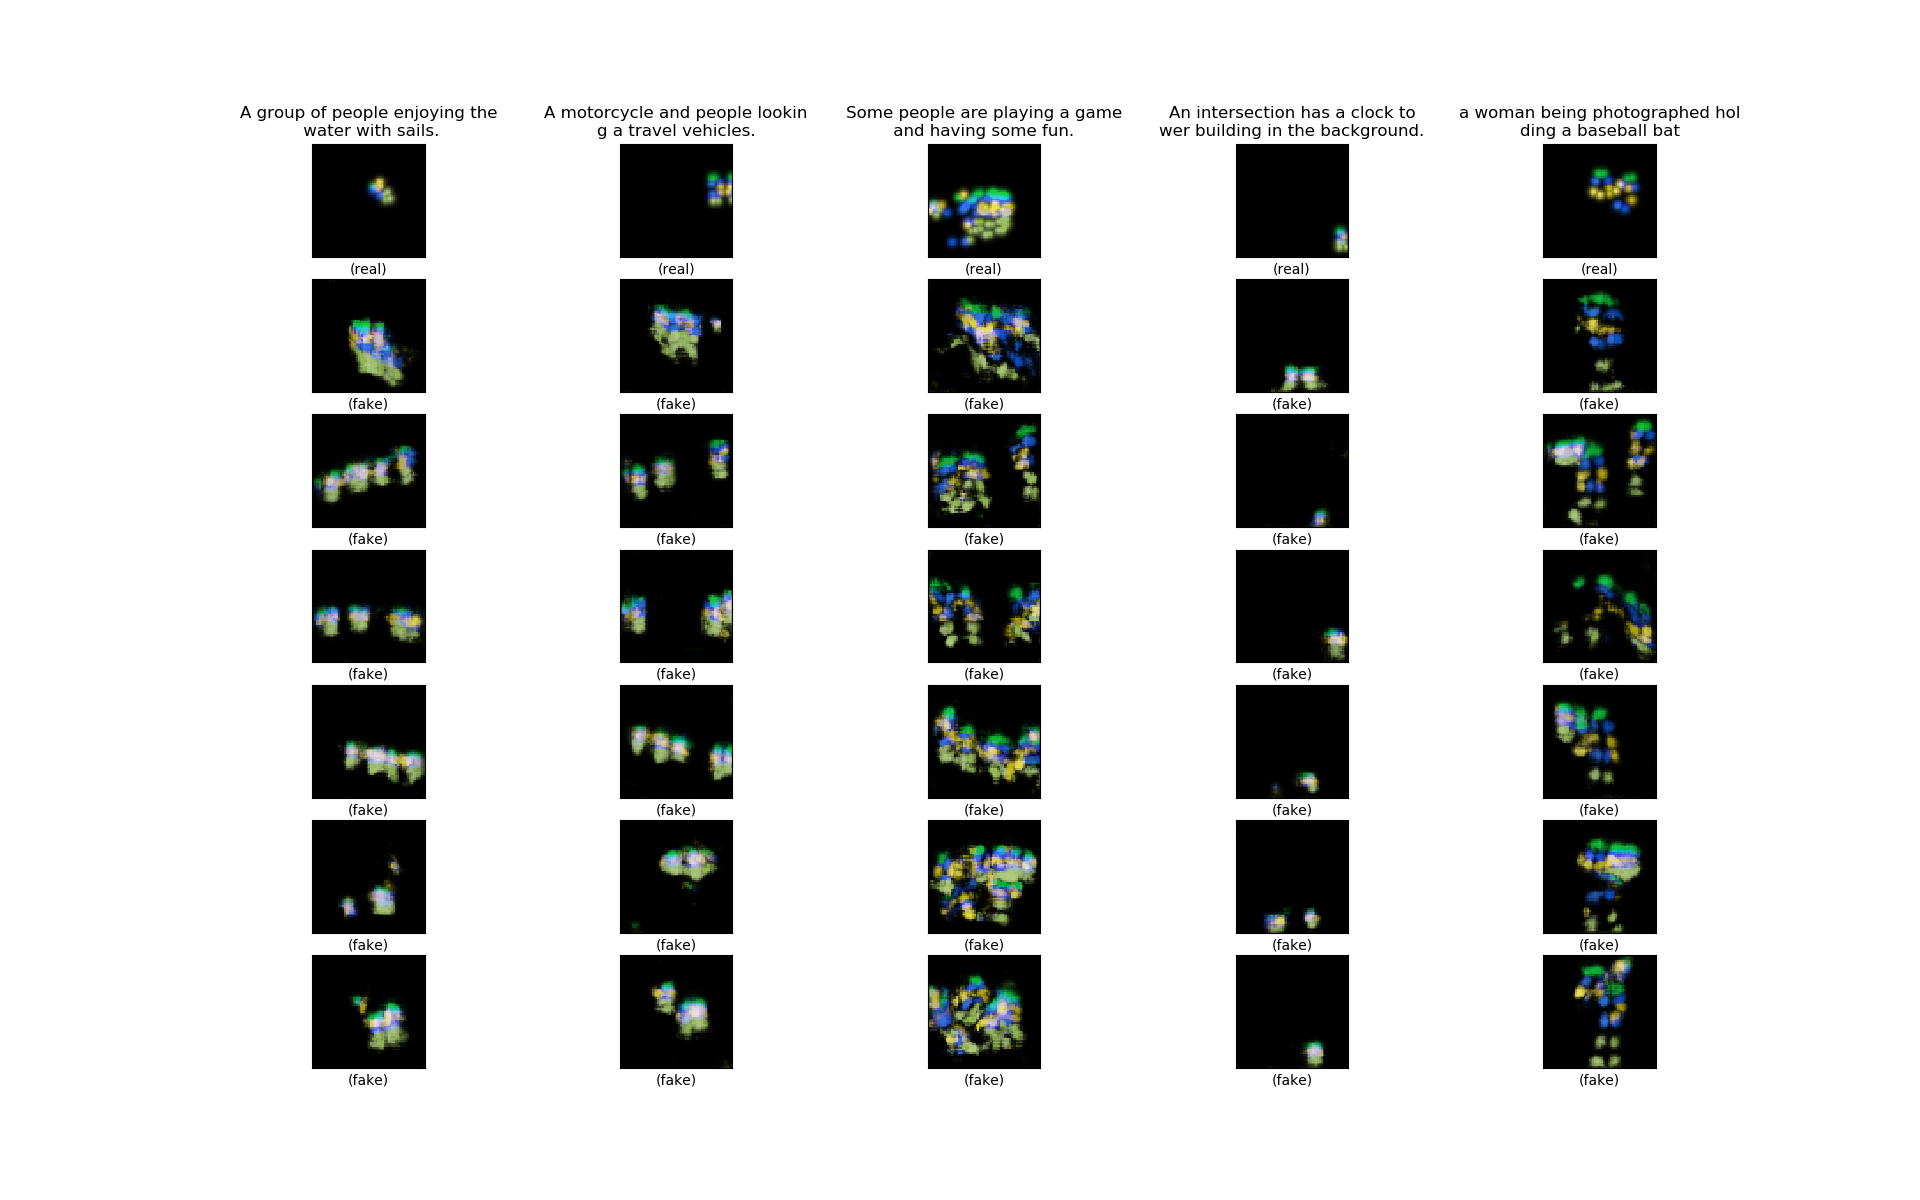 A group of people enjoying the
water with sails.
A motorcycle and people lookin
g a travel vehicles.
Some people are playing a game
and having some fun.
An intersection has a clock to
wer building in the background.
a woman being photographed hol
ding a baseball bat
(real) (real) (real) (real) (real)
(fake) (fake) (fake) (fake) (fake)
(fake) (fake) (fake) (fake) (fake)
(fake) (fake) (fake) (fake) (fake)
(fake) (fake) (fake) (fake) (fake)
(fake) (fake) (fake) (fake) (fake)
(fake) (fake) (fake) (fake) (fake)